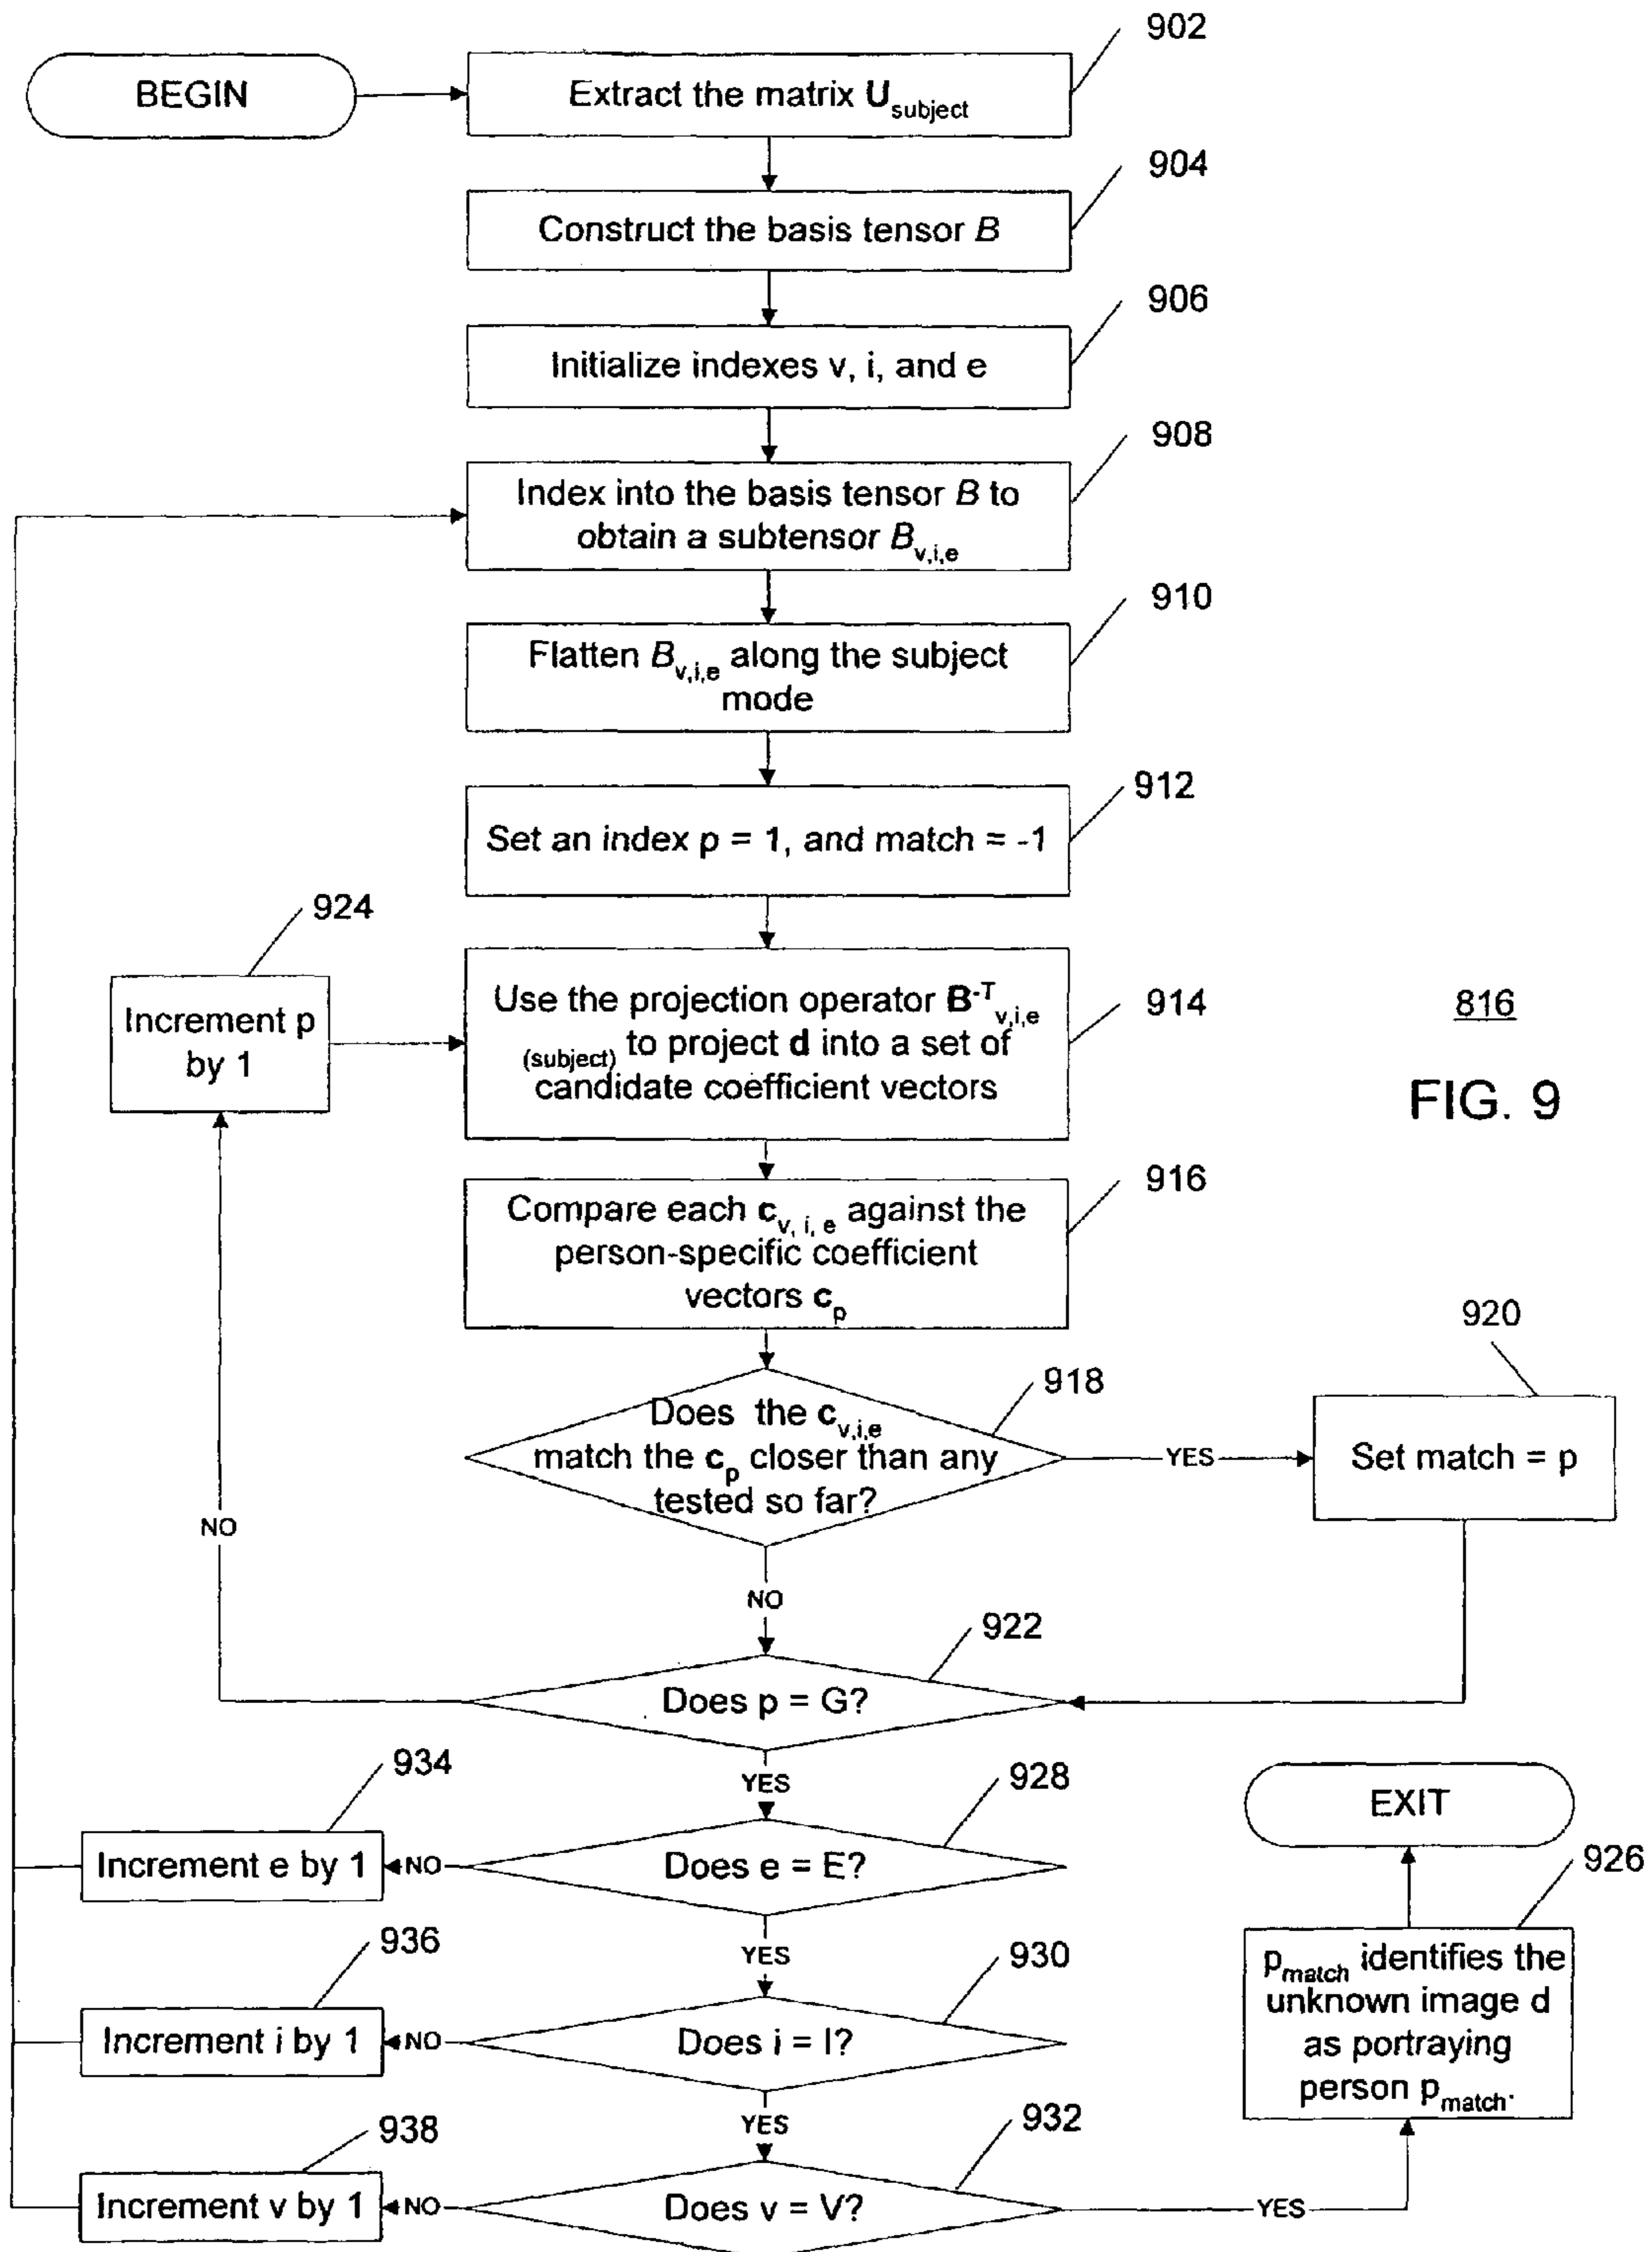 902
BEGIN
Extract the matrix U_subject
904
Construct the basis tensor B
906
Initialize indexes v, i, and e
908
Index into the basis tensor B to
obtain a subtensor B_v,i,e
910
Flatten B_v,i,e along the subject
mode
912
Set an index p = 1, and match = -1
924
Increment p
by 1
914
Use the projection operator B^-T_v,i,e
(subject) to project d into a set of
candidate coefficient vectors
816
FIG. 9
916
Compare each c_v, i, e against the
person-specific coefficient
vectors c_p
918
Does the c_v,i,e
match the c_p closer than any
tested so far?
YES
920
Set match = p
NO
NO
922
Does p = G?
YES
934
Increment e by 1
NO
928
Does e = E?
YES
936
Increment i by 1
NO
930
Does i = I?
YES
938
Increment v by 1
NO
932
Does v = V?
YES
926
p_match identifies the
unknown image d
as portraying
person p_match.
EXIT